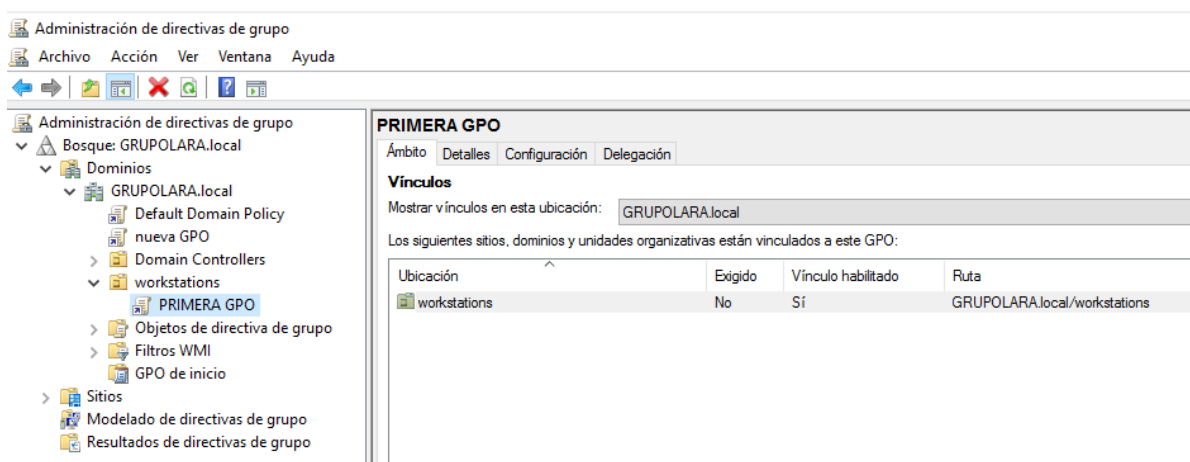 Administración de directivas de grupo
Archivo Acción Ver Ventana Ayuda
Administración de directivas de grupo
Bosque: GRUPOLARA.local
Dominios
GRUPOLARA.local
Default Domain Policy
nueva GPO
Domain Controllers
workstations
PRIMERA GPO
Objetos de directiva de grupo
Filtros WMI
GPO de inicio
Sitios
Modelado de directivas de grupo
Resultados de directivas de grupo
PRIMERA GPO
Ámbito Detalles Configuración Delegación
Vínculos
Mostrar vínculos en esta ubicación: GRUPOLARA.local
Los siguientes sitios, dominios y unidades organizativas están vinculados a este GPO:
Ubicación Exigido Vínculo habilitado Ruta
workstations No Sí GRUPOLARA.local/workstations